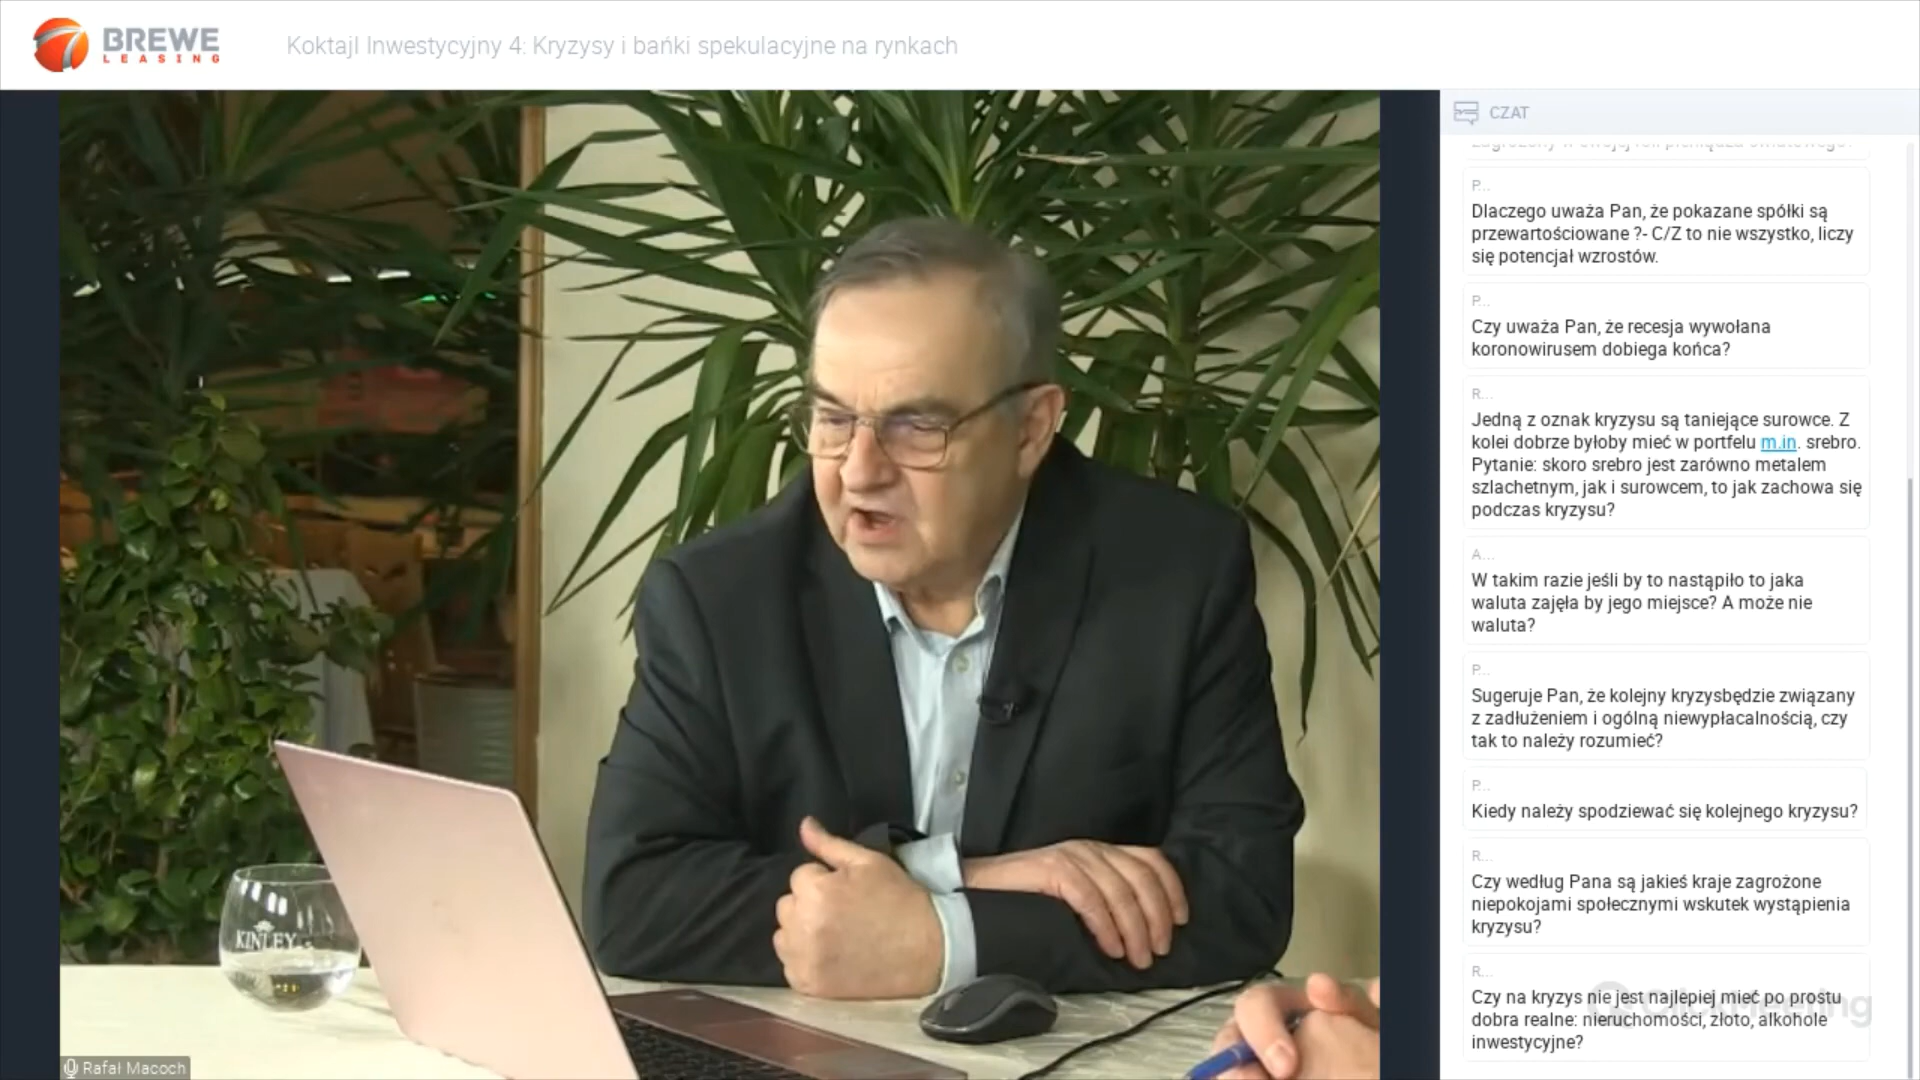 BREWE
LEASING
Koktajl Inwestycyjny 4: Kryzysy i bańki spekulacyjne na rynkach
CZAT
P...
Dlaczego uważa Pan, że pokazane spółki są
przewartościowane ?- C/Z to nie wszystko, liczy
się potencjał wzrostów.
P...
Czy uważa Pan, że recesja wywołana
koronowirusem dobiega końca?
R...
Jedną z oznak kryzysu są taniejące surowce. Z
kolei dobrze byłoby mieć w portfelu m.in. srebro.
Pytanie: skoro srebro jest zarówno metalem
szlachetnym, jak i surowcem, to jak zachowa się
podczas kryzysu?
A...
W takim razie jeśli by to nastąpiło to jaka
waluta zajęła by jego miejsce? A może nie
waluta?
P...
Sugeruje Pan, że kolejny kryzysbędzie związany
z zadłużeniem i ogólną niewypłacalnością, czy
tak to należy rozumieć?
P...
Kiedy należy spodziewać się kolejnego kryzysu?
R...
Czy według Pana są jakieś kraje zagrożone
niepokojami społecznymi wskutek wystąpienia
kryzysu?
R...
Czy na kryzys nie jest najlepiej mieć po prostu
dobra realne: nieruchomości, złoto, alkohole
inwestycyjne?
ClickMeeting
KINLEY
Rafał Macoch